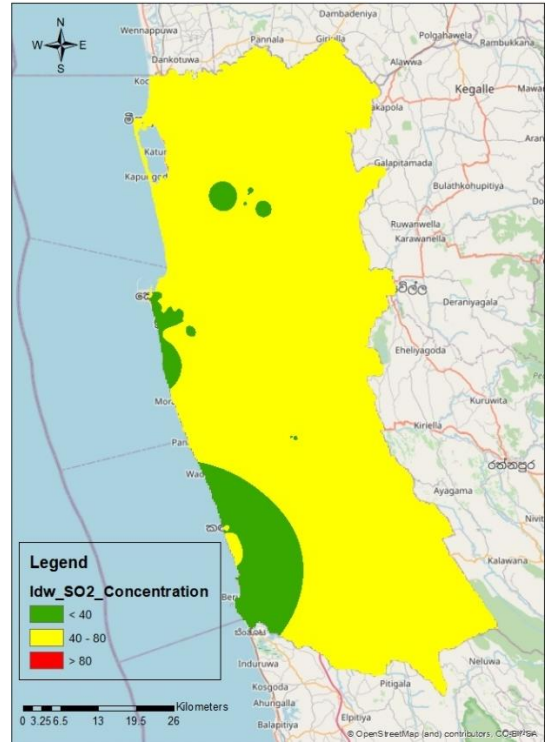 N
W E
S
Dambadeniya
Wennappuwa
Pannala
Dankotuwa
Polgahawela
Rambukkana
Alawwa
Kegalle
Galapitamada
Bulathkohupitiya
Ruwanwella
Karawanella
Deraniyagala
Eheliyagoda
Kuruwita
Kiriella
රත්නපුර
Ayagama
Kalawana
Neluwa
Pitigala
Induruwa
Kosgoda
Ahungalla
Balapitiya
Elpitiya
Legend
Idw_SO2_Concentration
< 40
40 - 80
> 80
0 3.25 6.5 13 19.5 26
Kilometers
© OpenStreetMap (and) contributors, CC-BY-SA